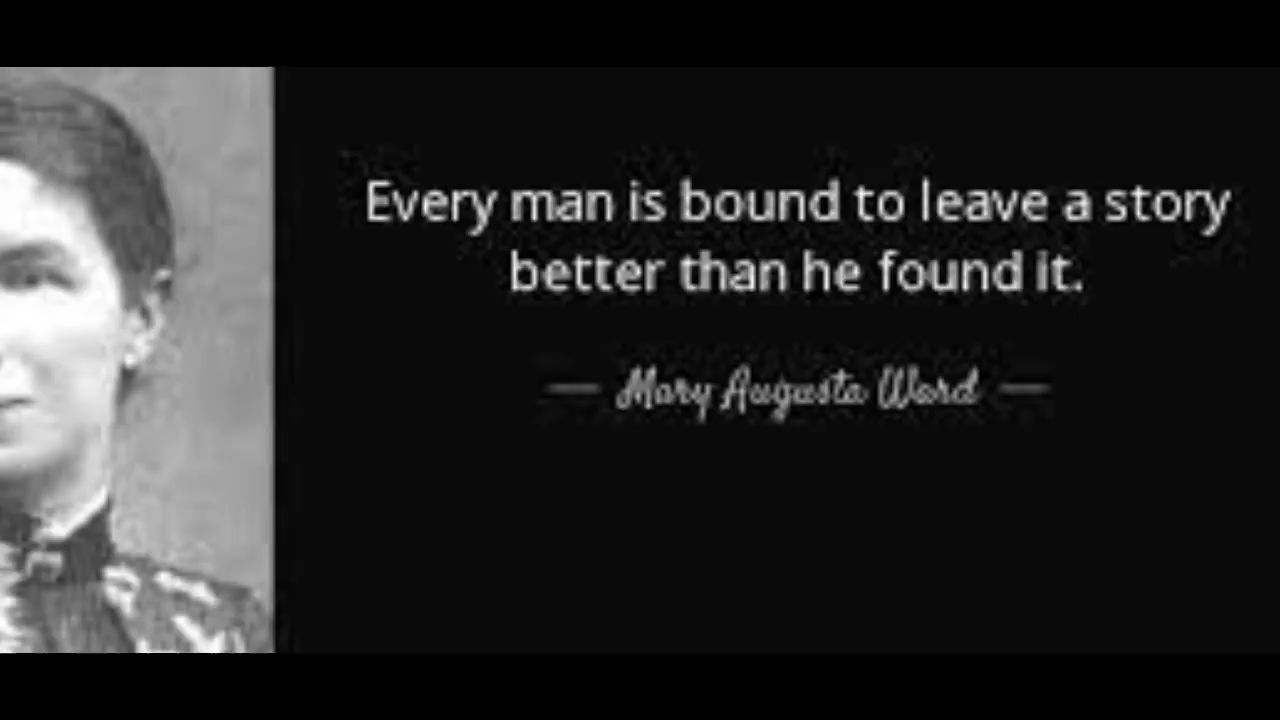 Every man is bound to leave a story
better than he found it.
— Mary Augusta Ward —